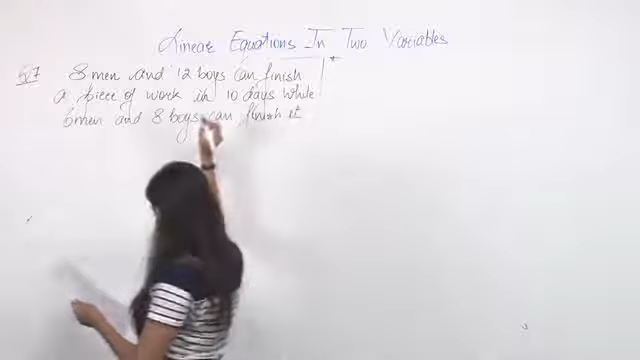 Linear Equations In Two Variables
Q7 8 men and 12 boys can finish
a piece of work in 10 days while
6 men and 8 boys can finish it